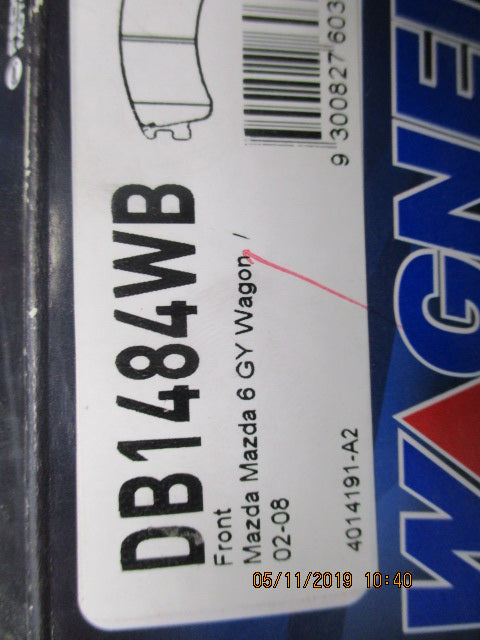 DB1484WB
Front
Mazda Mazda 6 GY Wagon /
02-08
4014191-A2
9 300827 603
WAGNE
05/11/2019 10:40